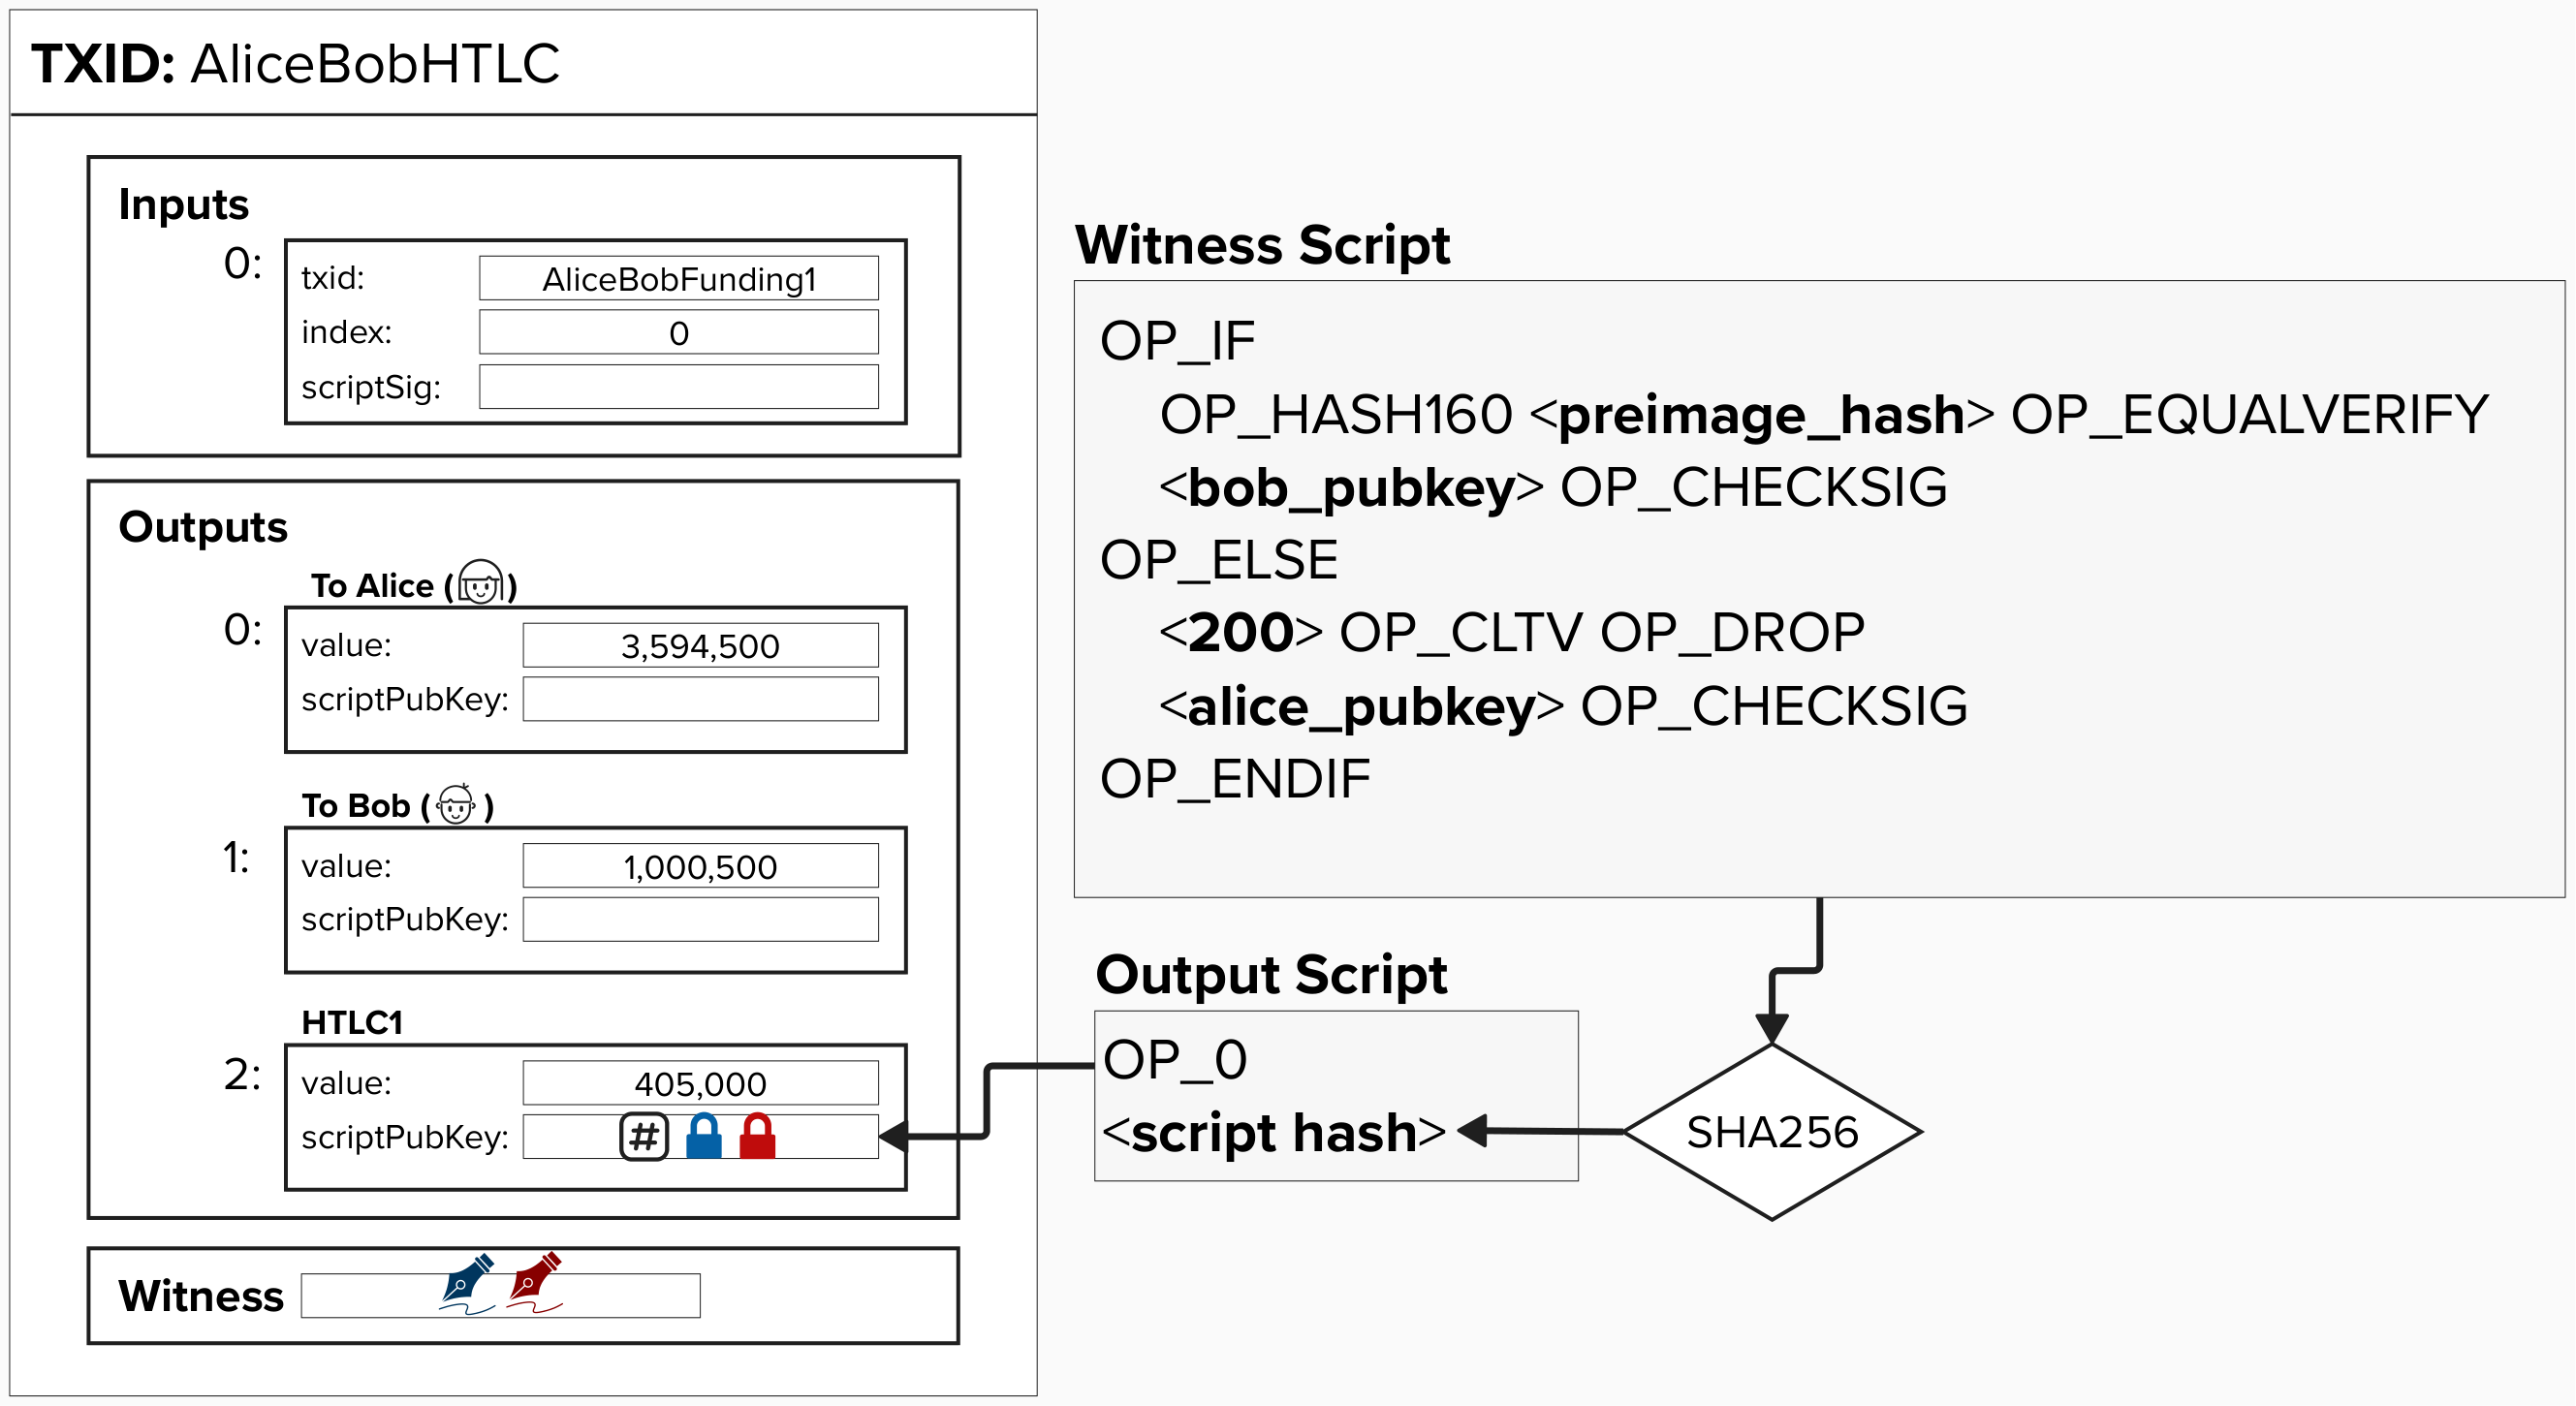 TXID: AliceBobHTLC
Inputs
0:
txid: AliceBobFunding1
index: 0
scriptSig:
Outputs
To Alice ( )
0:
value: 3,594,500
scriptPubKey:
To Bob ( )
1:
value: 1,000,500
scriptPubKey:
HTLC1
2:
value: 405,000
scriptPubKey: #
Witness
Witness Script
OP_IF
OP_HASH160 <preimage_hash> OP_EQUALVERIFY
<bob_pubkey> OP_CHECKSIG
OP_ELSE
<200> OP_CLTV OP_DROP
<alice_pubkey> OP_CHECKSIG
OP_ENDIF
Output Script
OP_0
<script hash>
SHA256